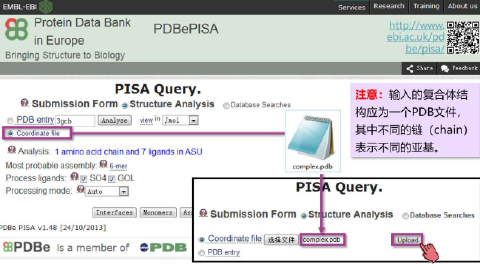 EMBL-EBI
Services
Research
Training
About us
Protein Data Bank
in Europe
Bringing Structure to Biology
PDBePISA
http://www.
ebi.ac.uk/pd
be/pisa/
Share
Feedback
PISA Query.
Submission Form Structure Analysis Database Searches
PDB entry 3gcb Analyse view in Jmol
Coordinate file
Analysis: 1 amino acid chain and 7 ligands in ASU
Most probable assembly: 6-mer
Process ligands: SO4 GOL
Processing mode: Auto
Interfaces Monomers Ass
PDBe PISA v1.48 [24/10/2013]
PDBe is a member of PDB
complex.pdb
注意：输入的复合体结
构应为一个PDB文件，
其中不同的链（chain）
表示不同的亚基。
PISA Query.
Submission Form Structure Analysis Database Searches
Coordinate file 选择文件 complex.pdb Upload
PDB entry